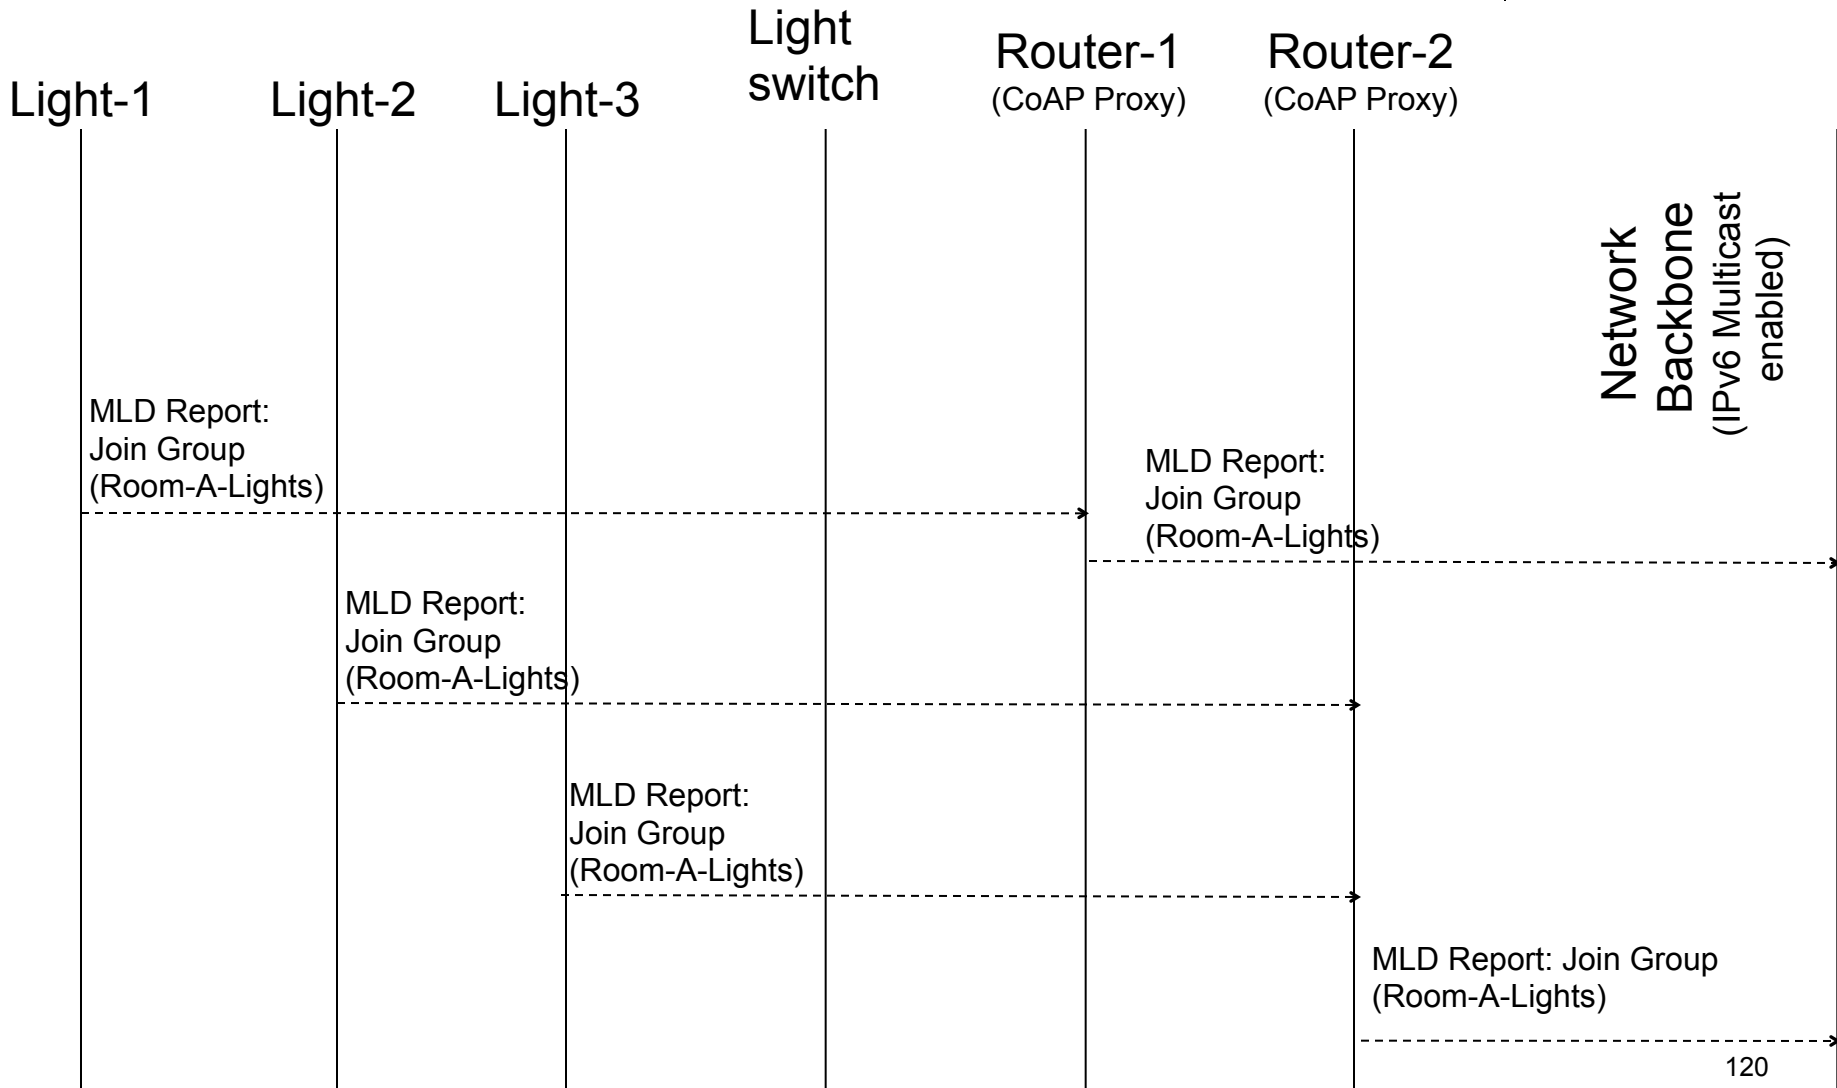 Light-1
Light-2
Light-3
Light
switch
Router-1
(CoAP Proxy)
Router-2
(CoAP Proxy)
Network
Backbone
(IPv6 Multicast
enabled)
MLD Report:
Join Group
(Room-A-Lights)
MLD Report:
Join Group
(Room-A-Lights)
MLD Report:
Join Group
(Room-A-Lights)
MLD Report:
Join Group
(Room-A-Lights)
MLD Report: Join Group
(Room-A-Lights)
120